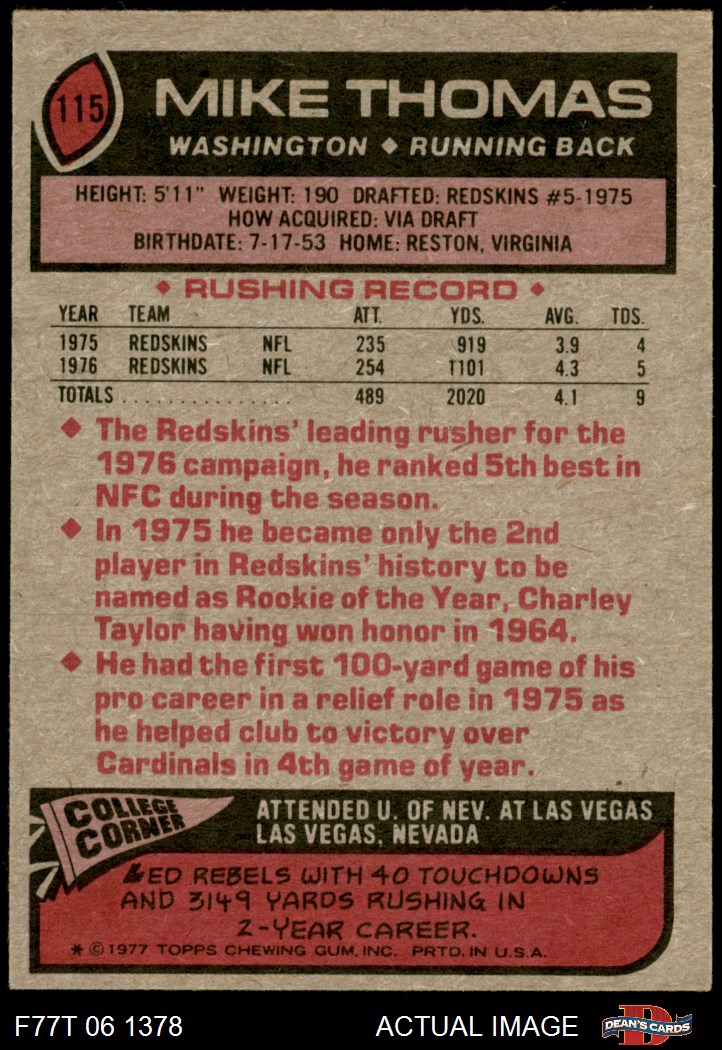 115
MIKE THOMAS
WASHINGTON ◆ RUNNING BACK
HEIGHT: 5'11" WEIGHT: 190 DRAFTED: REDSKINS #5-1975
HOW ACQUIRED: VIA DRAFT
BIRTHDATE: 7-17-53 HOME: RESTON, VIRGINIA
◆ RUSHING RECORD ◆
YEAR TEAM ATT. YDS. AVG. TDS.
1975 REDSKINS NFL 235 919 3.9 4
1976 REDSKINS NFL 254 1101 4.3 5
TOTALS . . . . . . . . . . . . . . . . 489 2020 4.1 9
◆ The Redskins' leading rusher for the
1976 campaign, he ranked 5th best in
NFC during the season.
◆ In 1975 he became only the 2nd
player in Redskins' history to be
named as Rookie of the Year, Charley
Taylor having won honor in 1964.
◆ He had the first 100-yard game of his
pro career in a relief role in 1975 as
he helped club to victory over
Cardinals in 4th game of year.
COLLEGE
CORNER
ATTENDED U. OF NEV. AT LAS VEGAS
LAS VEGAS, NEVADA
LED REBELS WITH 40 TOUCHDOWNS
AND 3149 YARDS RUSHING IN
2-YEAR CAREER.
* © 1977 TOPPS CHEWING GUM, INC. PRTD. IN U.S.A.
F77T 06 1378 ACTUAL IMAGE
D
DEAN'S CARDS